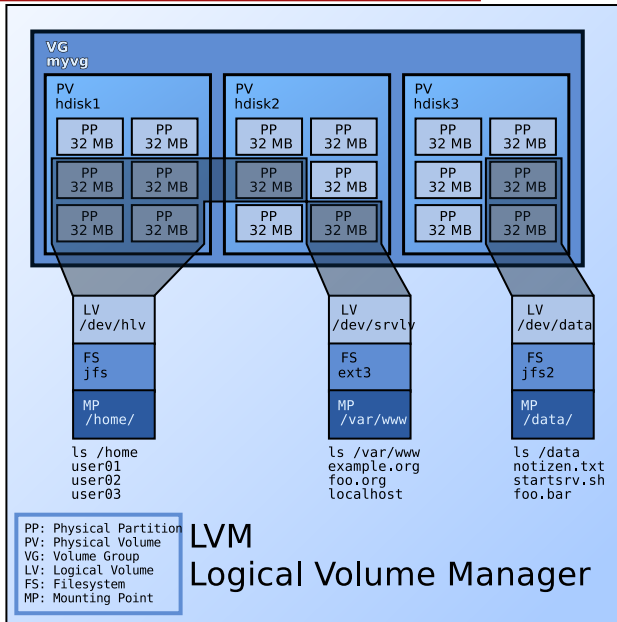 VG
myvg
PV
hdisk1
PP
32 MB
PP
32 MB
PP
32 MB
PP
32 MB
PP
32 MB
PP
32 MB
PV
hdisk2
PP
32 MB
PP
32 MB
PP
32 MB
PP
32 MB
PP
32 MB
PP
32 MB
PV
hdisk3
PP
32 MB
PP
32 MB
PP
32 MB
PP
32 MB
PP
32 MB
PP
32 MB
LV
/dev/hlv
FS
jfs
MP
/home/
ls /home
user01
user02
user03
LV
/dev/srvlv
FS
ext3
MP
/var/www
ls /var/www
example.org
foo.org
localhost
LV
/dev/data
FS
jfs2
MP
/data/
ls /data
notizen.txt
startsrv.sh
foo.bar
PP: Physical Partition
PV: Physical Volume
VG: Volume Group
LV: Logical Volume
FS: Filesystem
MP: Mounting Point
LVM
Logical Volume Manager